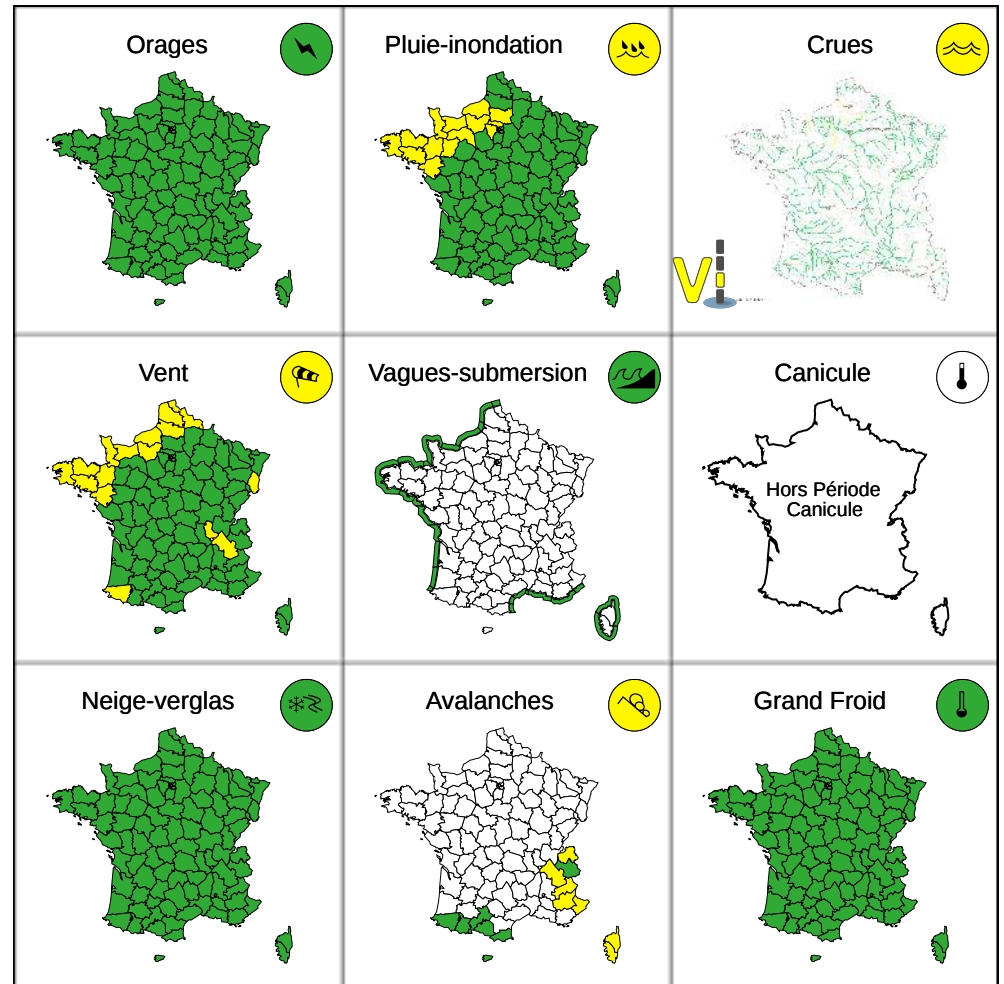 Orages
Pluie-inondation
Crues
Vent
Vagues-submersion
Canicule
Hors Période
Canicule
Neige-verglas
Avalanches
Grand Froid